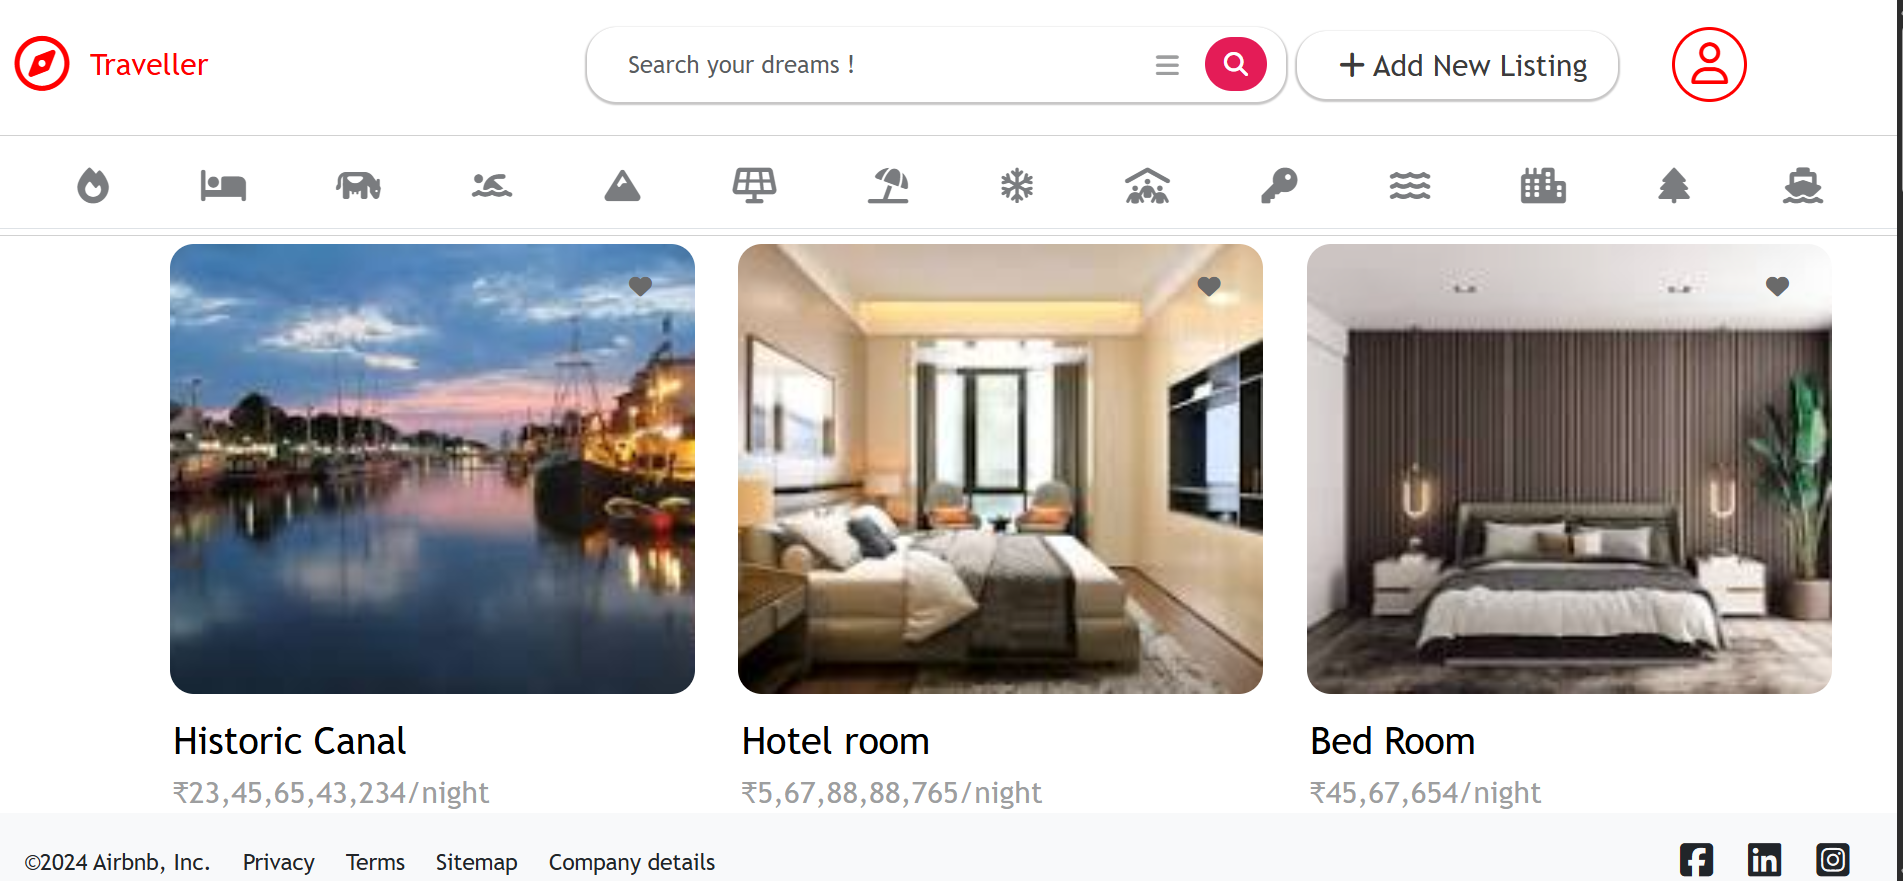 Traveller
Search your dreams !
Add New Listing
Historic Canal
₹23,45,65,43,234/night
Hotel room
₹5,67,88,88,765/night
Bed Room
₹45,67,654/night
©2024 Airbnb, Inc. Privacy Terms Sitemap Company details